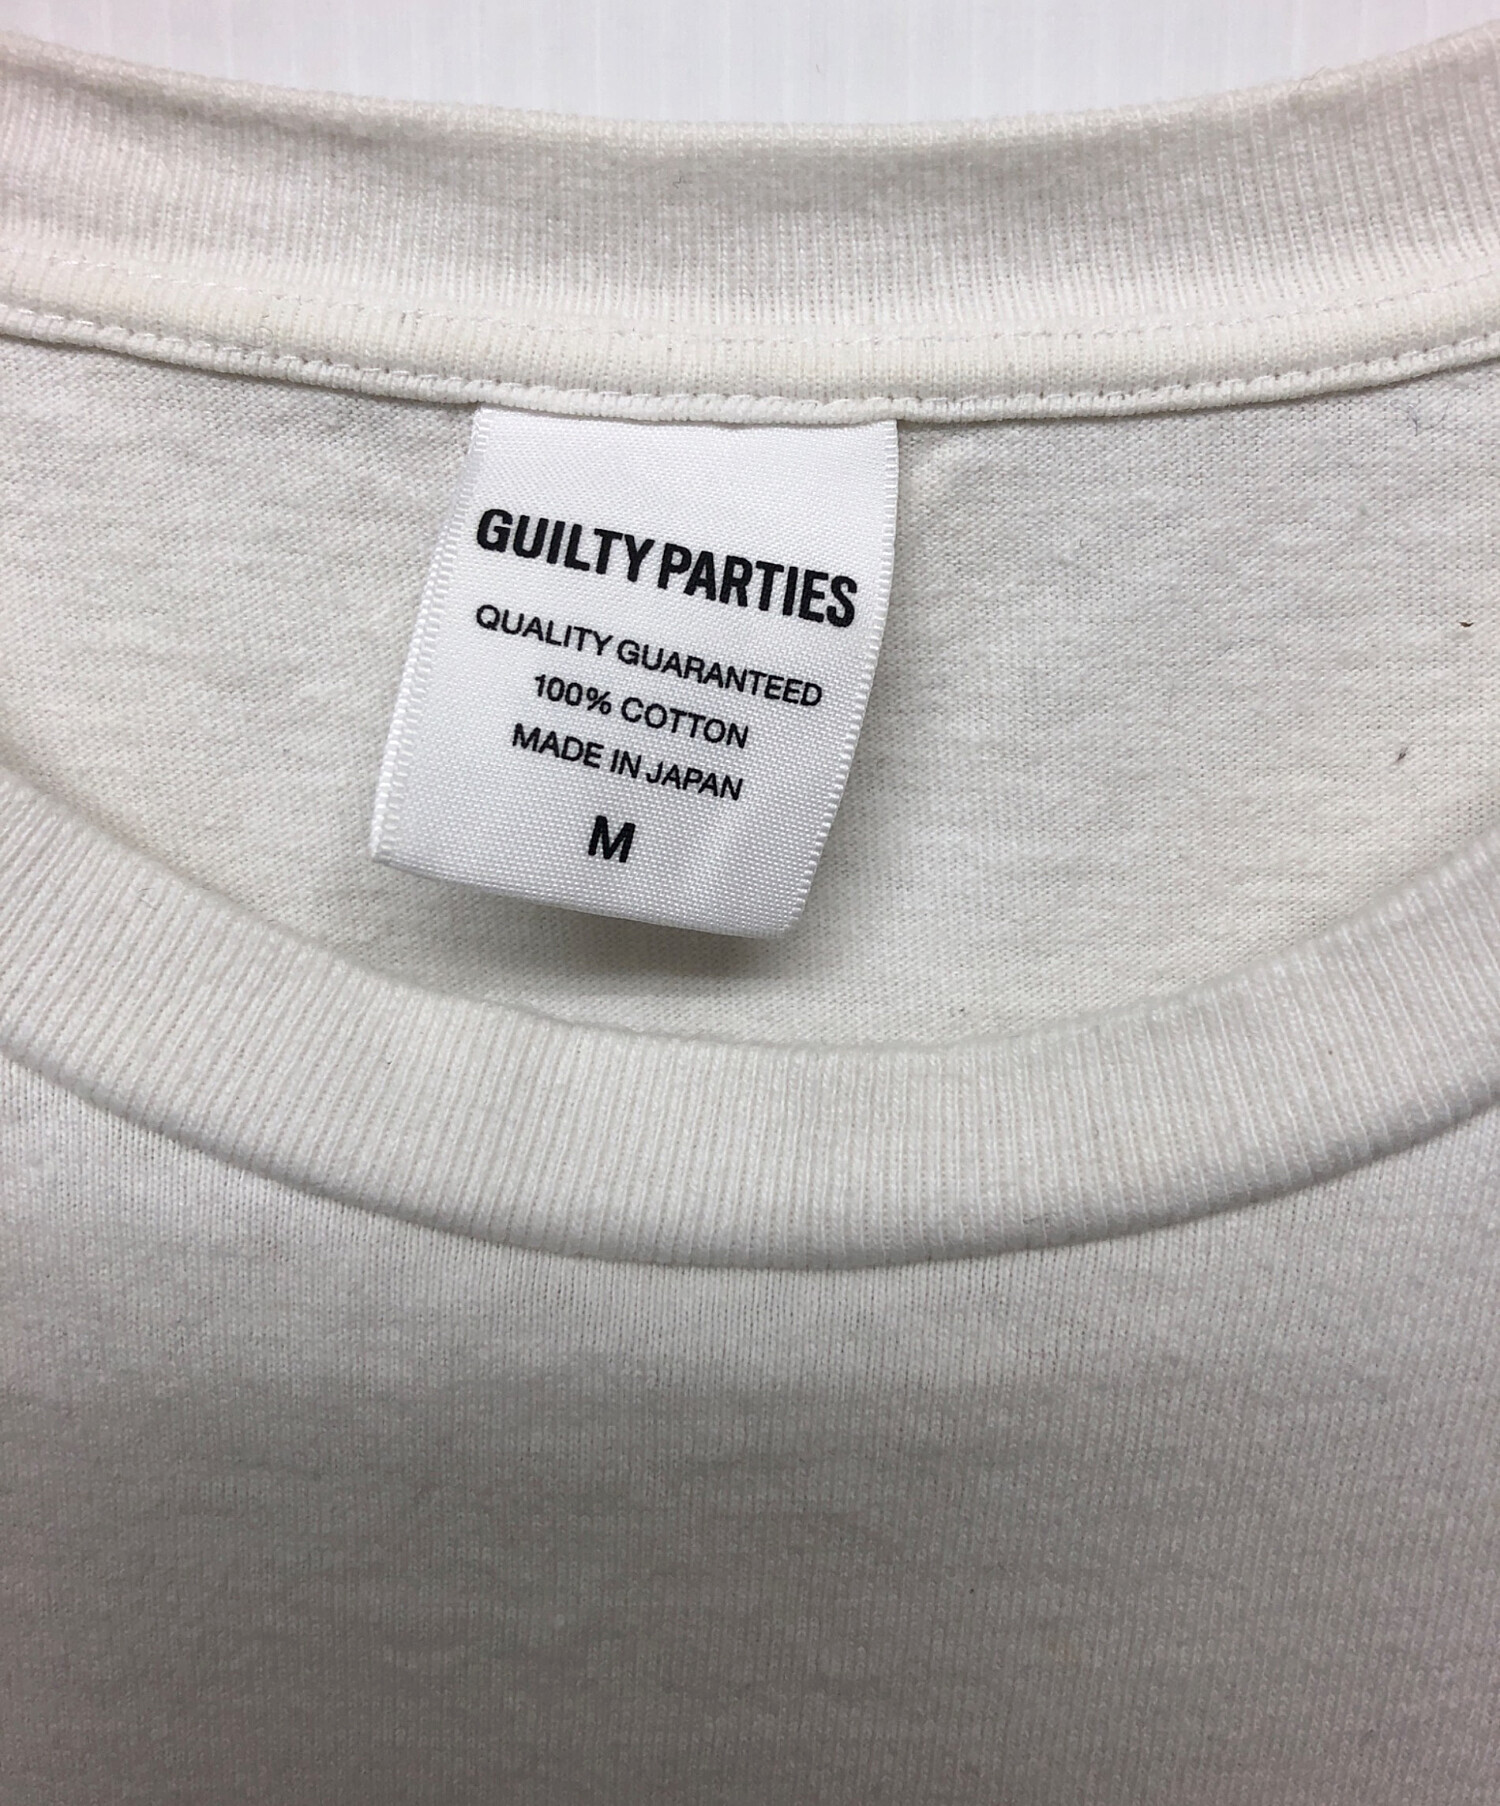 GUILTY PARTIES
QUALITY GUARANTEED
100% COTTON
MADE IN JAPAN
M